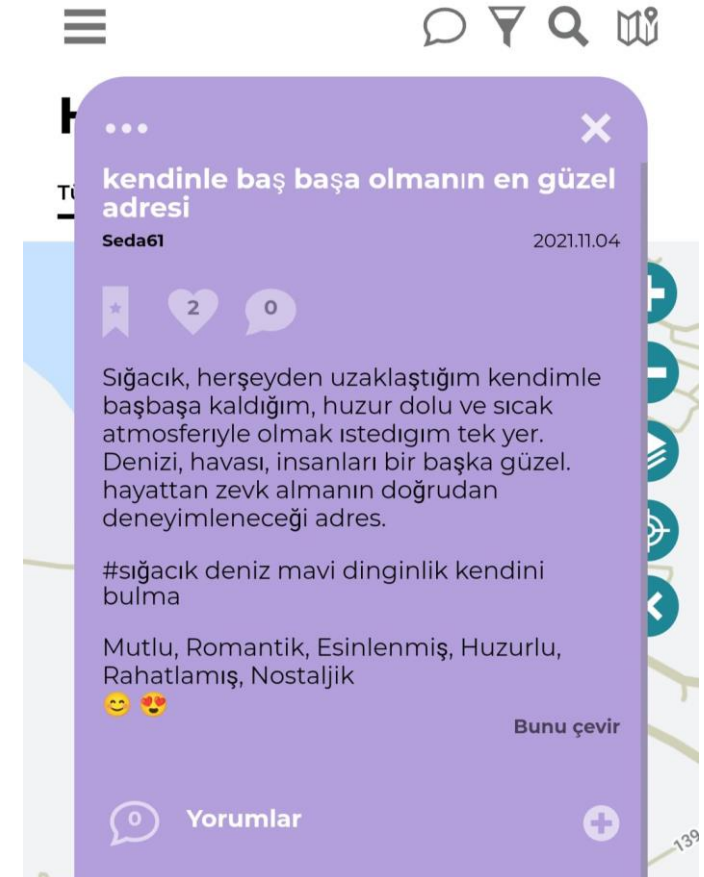 H
Tü
kendinle baş başa olmanın en güzel
adresi
Seda61
2021.11.04
2
0
Sığacık, herşeyden uzaklaştığım kendimle
başbaşa kaldığım, huzur dolu ve sıcak
atmosferıyle olmak ıstedıgım tek yer.
Denizi, havası, insanları bir başka güzel.
hayattan zevk almanın doğrudan
deneyimleneceği adres.
#sığacık deniz mavi dinginlik kendini
bulma
Mutlu, Romantik, Esinlenmiş, Huzurlu,
Rahatlamış, Nostaljik
😊 😍
Bunu çevir
0
Yorumlar
139